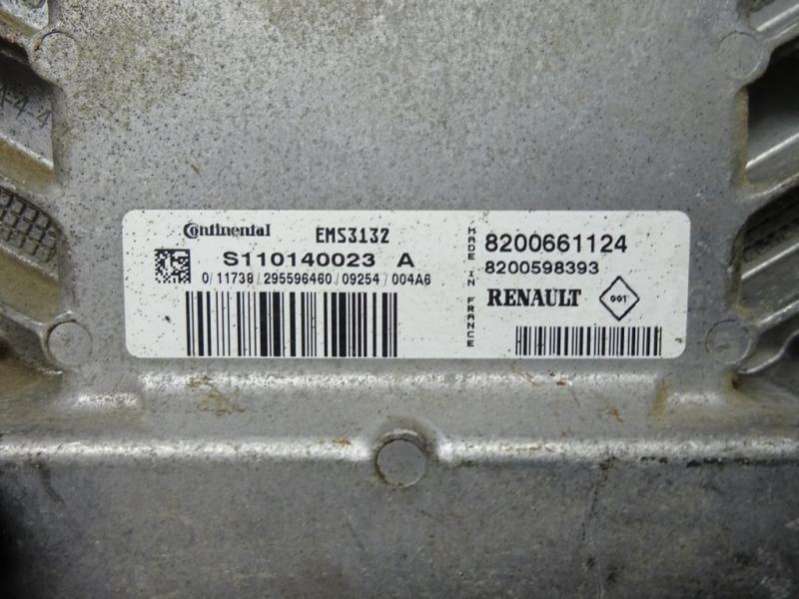 Continental EMS3132
S110140023 A
0/11738/295596460/09254/004A6
MADE IN FRANCE
8200661124
8200598393
RENAULT 001